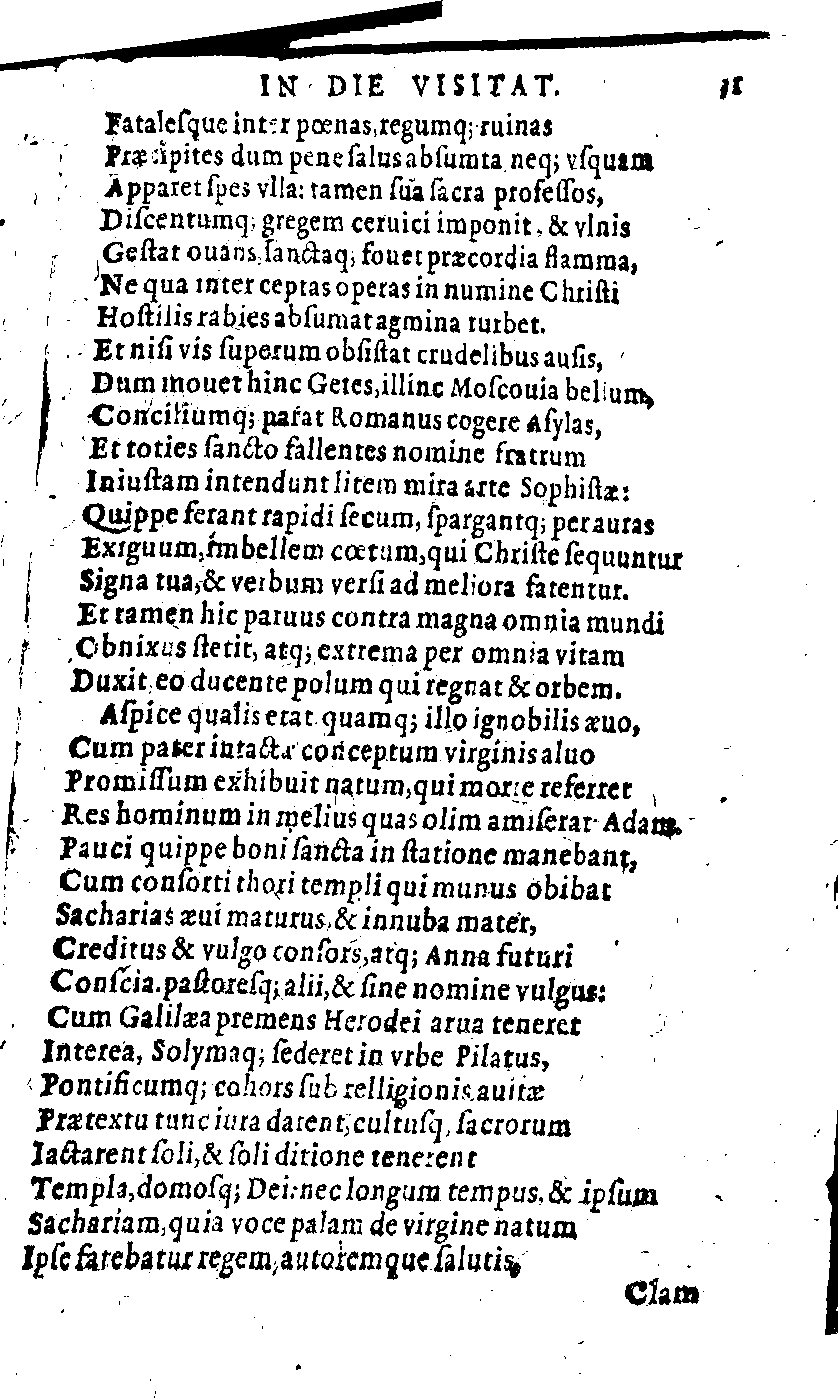 IN DIE VISITAT. 31
Fataleſque inter pœnas, regumq; ruinas
Præcipites dum pene ſalus abſumta neq; vſquam
Apparet ſpes vlla: tamen ſua ſacra profeſſos,
Diſcentumq; gregem ceruici imponit, & vlnis
Geſtat ouans, ſanctaq; fouet præcordia flamma,
Ne qua inter ceptas operas in numine Chriſti
Hoſtilis rabies abſumat agmina turbet.
Et niſi vis ſuperum obſiſtat crudelibus auſis,
Dum mouet hinc Getes, illinc Moſcouia bellum,
Conciliumq; parat Romanus cogere Aſylas,
Et toties ſancto fallentes nomine fratrum
Iniuſtam intendunt litem mira arte Sophiſtæ:
Quippe ferant rapidi ſecum, ſpargantq; per auras
Exiguum, imbellem cœtum, qui Chriſte ſequuntur
Signa tua, & verbum verſi ad meliora fatentur.
Et tamen hic paruus contra magna omnia mundi
Obnixus ſtetit, atq; extrema per omnia vitam
Duxit, eo ducente polum qui regnat & orbem.
Aſpice qualis erat quamq; illo ignobilis æuo,
Cum pater intactæ conceptum virginis aluo
Promiſſum exhibuit natum, qui morte referret
Res hominum in melius quas olim amiſerat Adam.
Pauci quippe boni ſancta in ſtatione manebant,
Cum conſorti thori templi qui munus obibat
Sacharias æui maturus, & innuba mater,
Creditus & vulgo conſors, atq; Anna futuri
Conſcia. paſtoreſq; alii, & ſine nomine vulgus:
Cum Galilæa premens Herodei arua teneret
Interea, Solymaq; ſederet in vrbe Pilatus,
Pontificumq; cohors ſub relligionis auitæ
Prætextu tunc iura darent, cultuſq, ſacrorum
Iactarent ſoli, & ſoli ditione tenerent
Templa, domoſq; Dei: nec longum tempus, & ipſum
Sachariam, quia voce palam de virgine natum
Ipſe fatebatur regem, autoremque ſalutis,
Clam